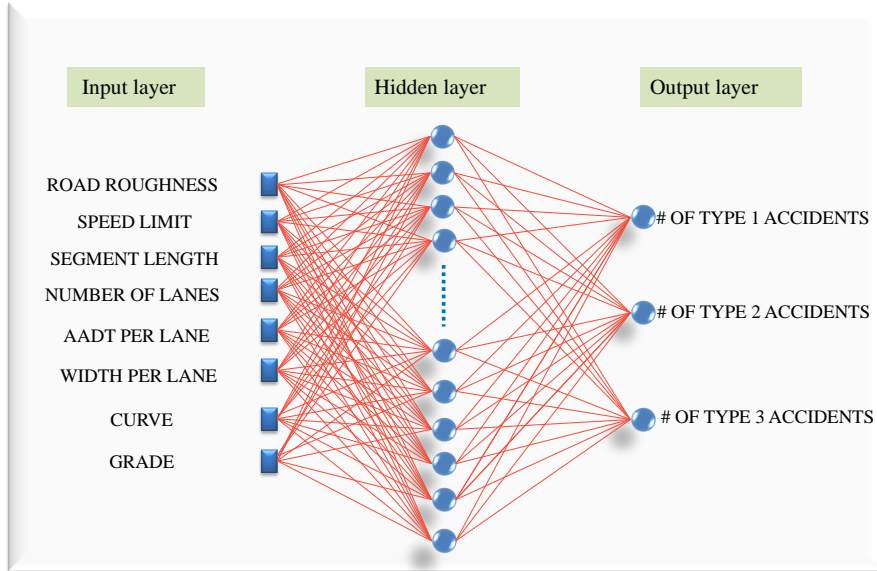 Input layer
Hidden layer
Output layer
ROAD ROUGHNESS
SPEED LIMIT
SEGMENT LENGTH
NUMBER OF LANES
AADT PER LANE
WIDTH PER LANE
CURVE
GRADE
# OF TYPE 1 ACCIDENTS
# OF TYPE 2 ACCIDENTS
# OF TYPE 3 ACCIDENTS